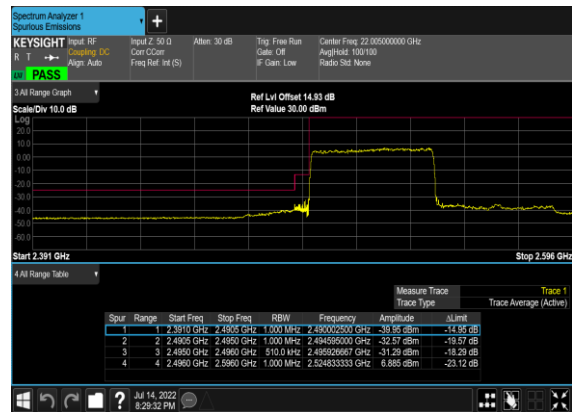 Spectrum Analyzer 1
Spurious Emissions
KEYSIGHT Input: RF Input Z: 50 Ω Atten: 30 dB Trig: Free Run Center Freq: 22.005000000 GHz
R T Coupling: DC Corr CCorr Gate: Off Avg|Hold: 100/100
Align: Auto Freq Ref: Int (S) IF Gain: Low Radio Std: None
PASS
3 All Range Graph
Ref Lvl Offset 14.93 dB
Scale/Div 10.0 dB Ref Value 30.00 dBm
Log
20.0
10.0
0.00
-10.0
-20.0
-30.0
-40.0
-50.0
-60.0
Start 2.391 GHz Stop 2.596 GHz
4 All Range Table
Measure Trace Trace 1
Trace Type Trace Average (Active)
Spur Range Start Freq Stop Freq RBW Frequency Amplitude ΔLimit
1 1 2.3910 GHz 2.4905 GHz 1.000 MHz 2.490002500 GHz -39.95 dBm -14.95 dB
2 2 2.4905 GHz 2.4950 GHz 1.000 MHz 2.494595000 GHz -32.57 dBm -19.57 dB
3 3 2.4950 GHz 2.4960 GHz 510.0 kHz 2.495926667 GHz -31.29 dBm -18.29 dB
4 4 2.4960 GHz 2.5960 GHz 1.000 MHz 2.524833333 GHz 6.885 dBm -23.12 dB
Jul 14, 2022
8:29:32 PM